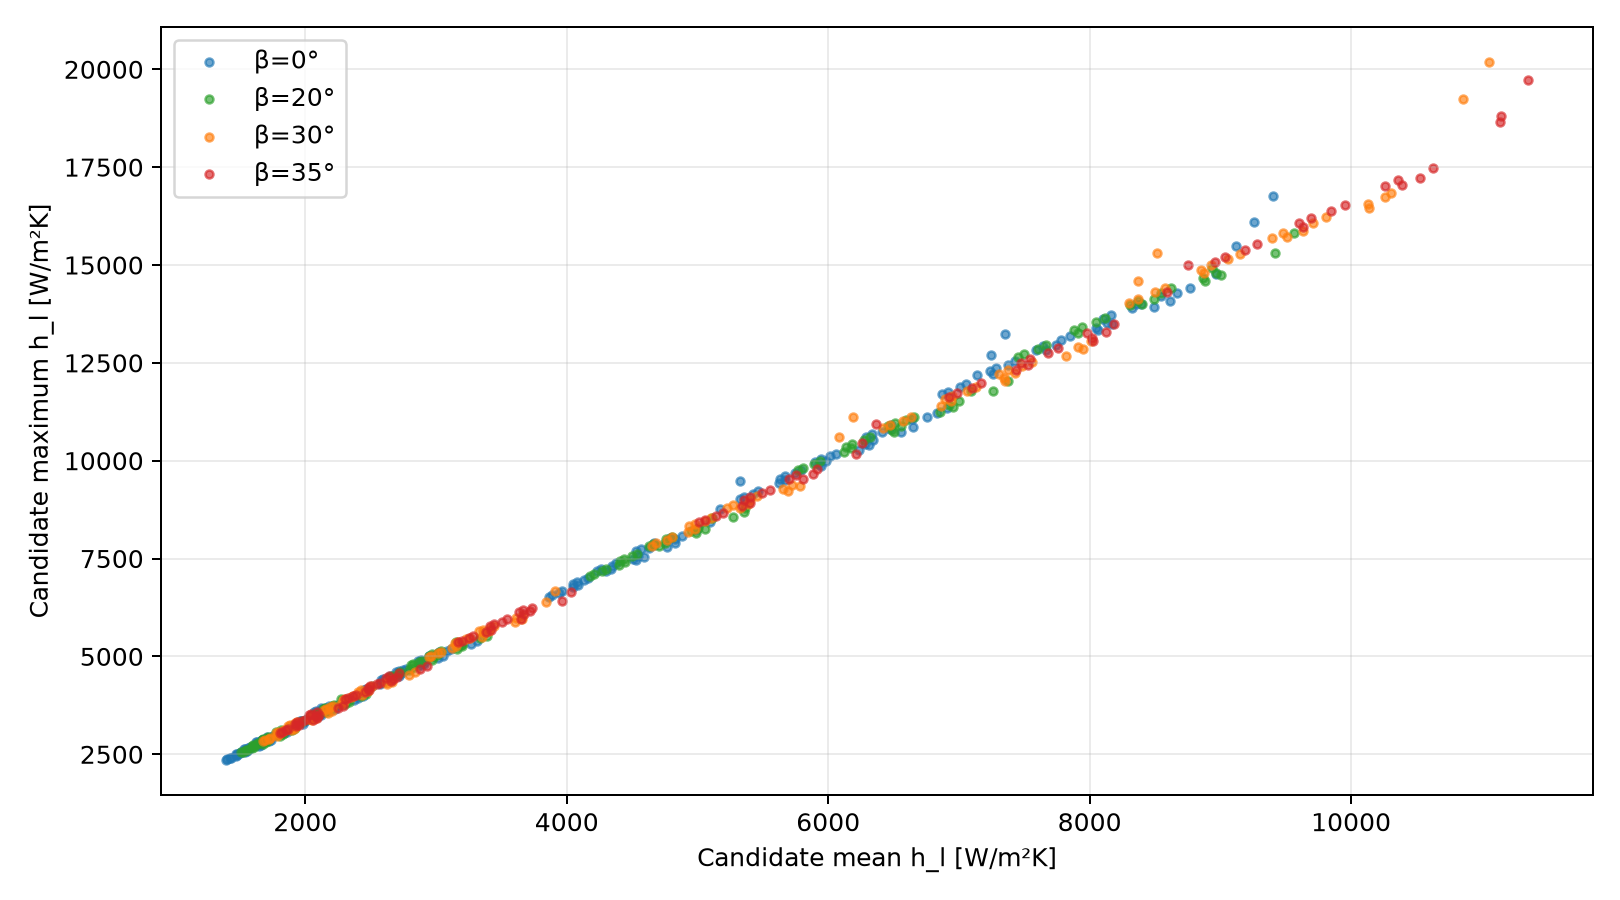 β=0°
β=20°
β=30°
β=35°
20000
17500
15000
12500
10000
7500
5000
2500
Candidate maximum h_l [W/m²K]
2000 4000 6000 8000 10000
Candidate mean h_l [W/m²K]